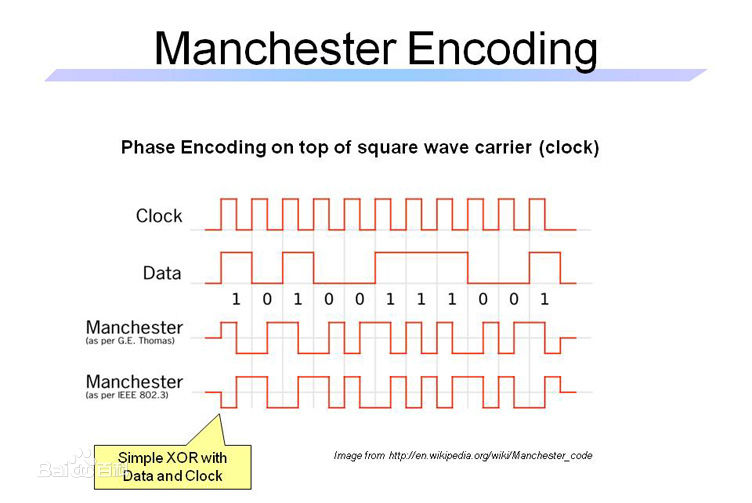 Manchester Encoding
Phase Encoding on top of square wave carrier (clock)
Clock
Data
1 0 1 0 0 1 1 1 0 0 1
Manchester
(as per G.E. Thomas)
Manchester
(as per IEEE 802.3)
Simple XOR with
Data and Clock
Bai百科
Image from http://en.wikipedia.org/wiki/Manchester_code